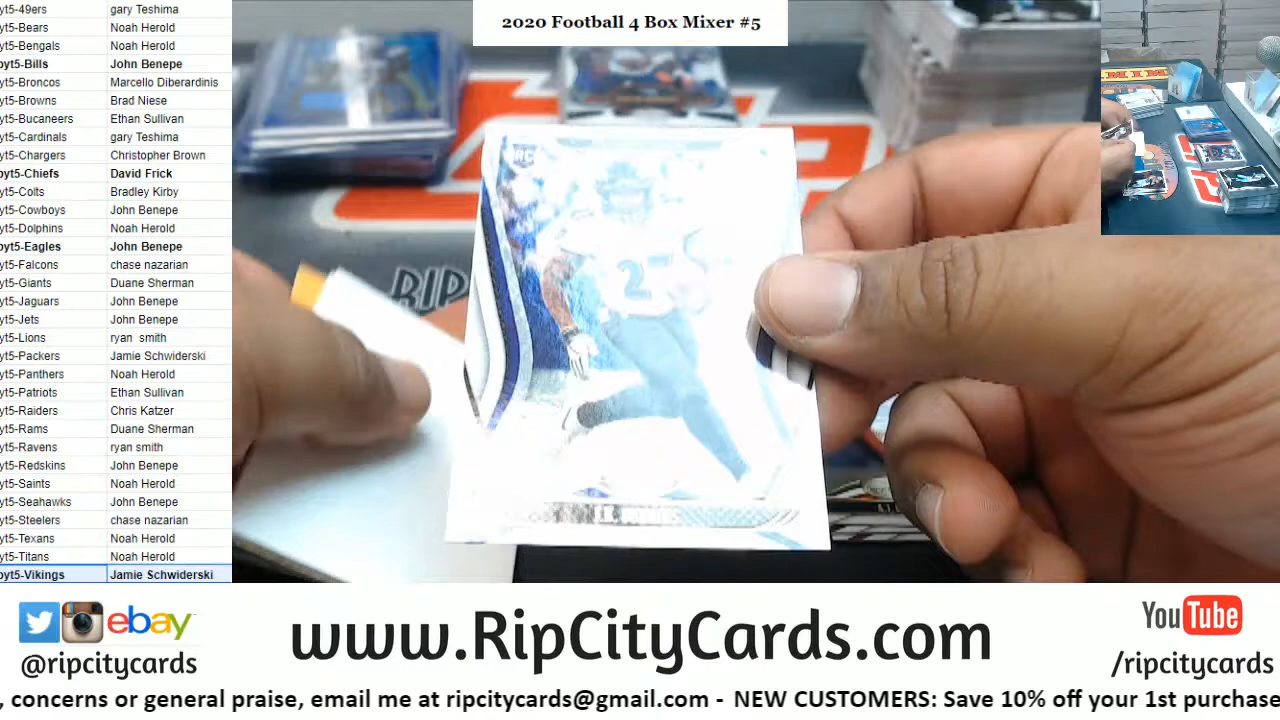 2020 Football 4 Box Mixer #5
yt5-49ers gary Teshima
yt5-Bears Noah Herold
yt5-Bengals Noah Herold
oyt5-Bills John Benepe
yt5-Broncos Marcello Diberardinis
yt5-Browns Brad Niese
yt5-Bucaneers Ethan Sullivan
yt5-Cardinals gary Teshima
yt5-Chargers Christopher Brown
oyt5-Chiefs David Frick
yt5-Colts Bradley Kirby
yt5-Cowboys John Benepe
yt5-Dolphins Noah Herold
oyt5-Eagles John Benepe
yt5-Falcons chase nazarian
yt5-Giants Duane Sherman
yt5-Jaguars John Benepe
yt5-Jets John Benepe
yt5-Lions ryan smith
yt5-Packers Jamie Schwiderski
yt5-Panthers Noah Herold
yt5-Patriots Ethan Sullivan
yt5-Raiders Chris Katzer
yt5-Rams Duane Sherman
yt5-Ravens ryan smith
yt5-Redskins John Benepe
yt5-Saints Noah Herold
yt5-Seahawks John Benepe
yt5-Steelers chase nazarian
yt5-Texans Noah Herold
yt5-Titans Noah Herold
oyt5-Vikings Jamie Schwiderski
RC
2
RIP
ebay
@ripcitycards
www.RipCityCards.com
YouTube
/ripcitycards
, concerns or general praise, email me at ripcitycards@gmail.com - NEW CUSTOMERS: Save 10% off your 1st purchase